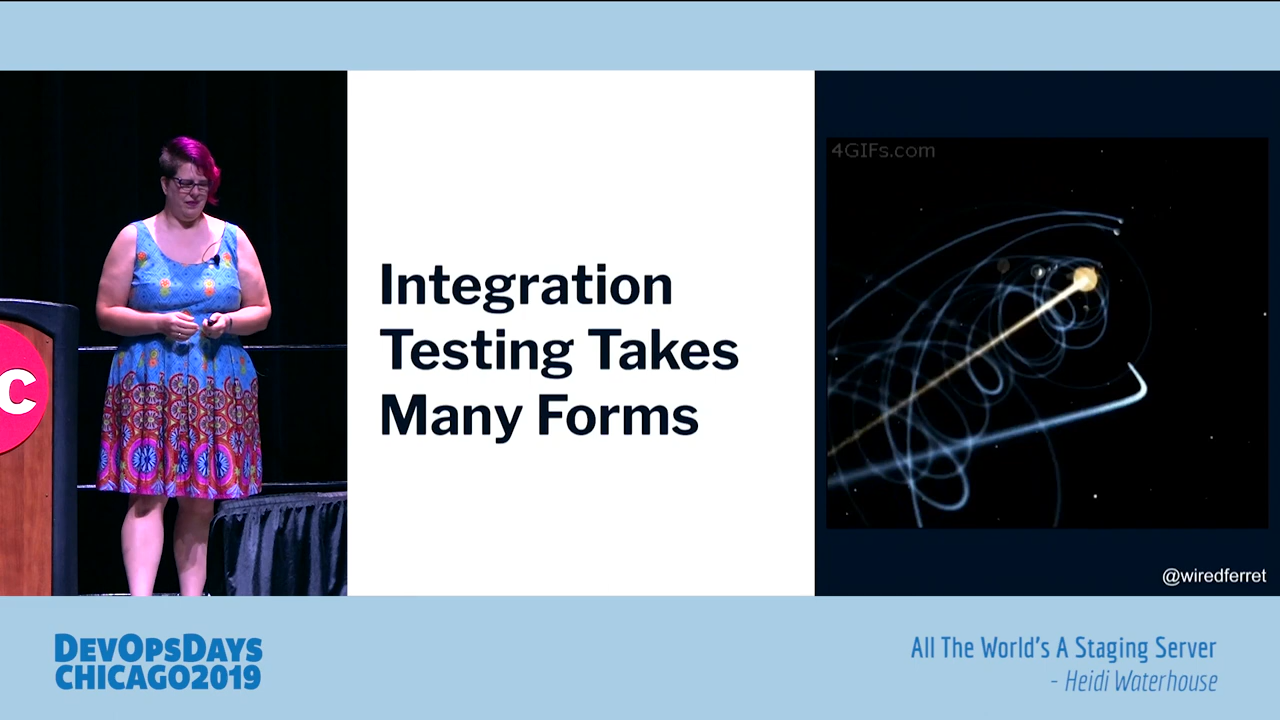 4GIFs.com
Integration
Testing Takes
Many Forms
C
@wiredferret
DEVOPSDAYS
CHICAGO2019
All The World's A Staging Server
- Heidi Waterhouse